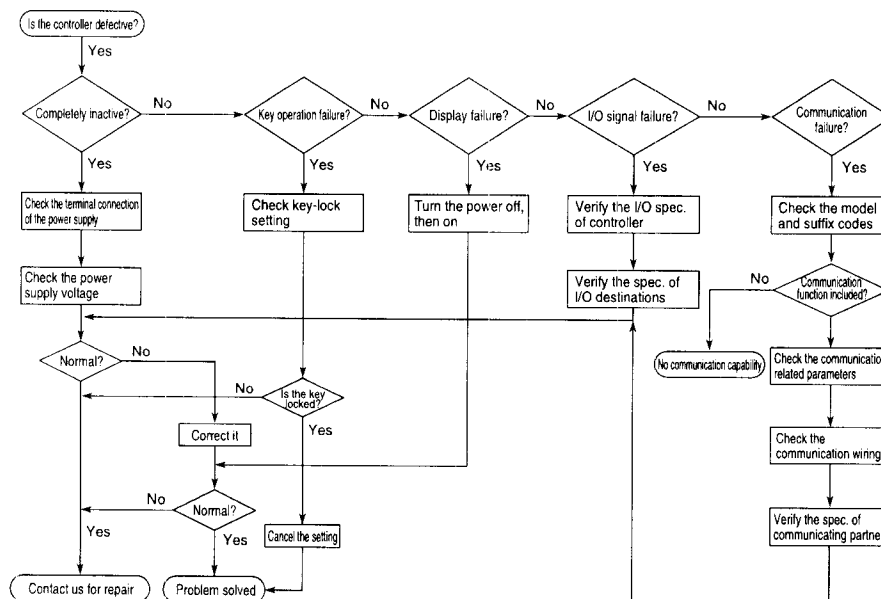 Is the controller defective?
Yes
Completely inactive?
No
Key operation failure?
No
Display failure?
No
I/O signal failure?
No
Communication
failure?
Yes
Yes
Yes
Yes
Yes
Check the terminal connection
of the power supply
Check key-lock
setting
Turn the power off,
then on
Verify the I/O spec.
of controller
Check the model
and suffix codes
Check the power
supply voltage
Verify the spec. of
I/O destinations
No
Communication
function included?
Normal?
No
No communication capability
Check the communication
related parameters
No
Is the key
locked?
Yes
Correct it
Check the
communication wiring
No
Normal?
Yes
Yes
Cancel the setting
Verify the spec. of
communicating partne
Contact us for repair
Problem solved